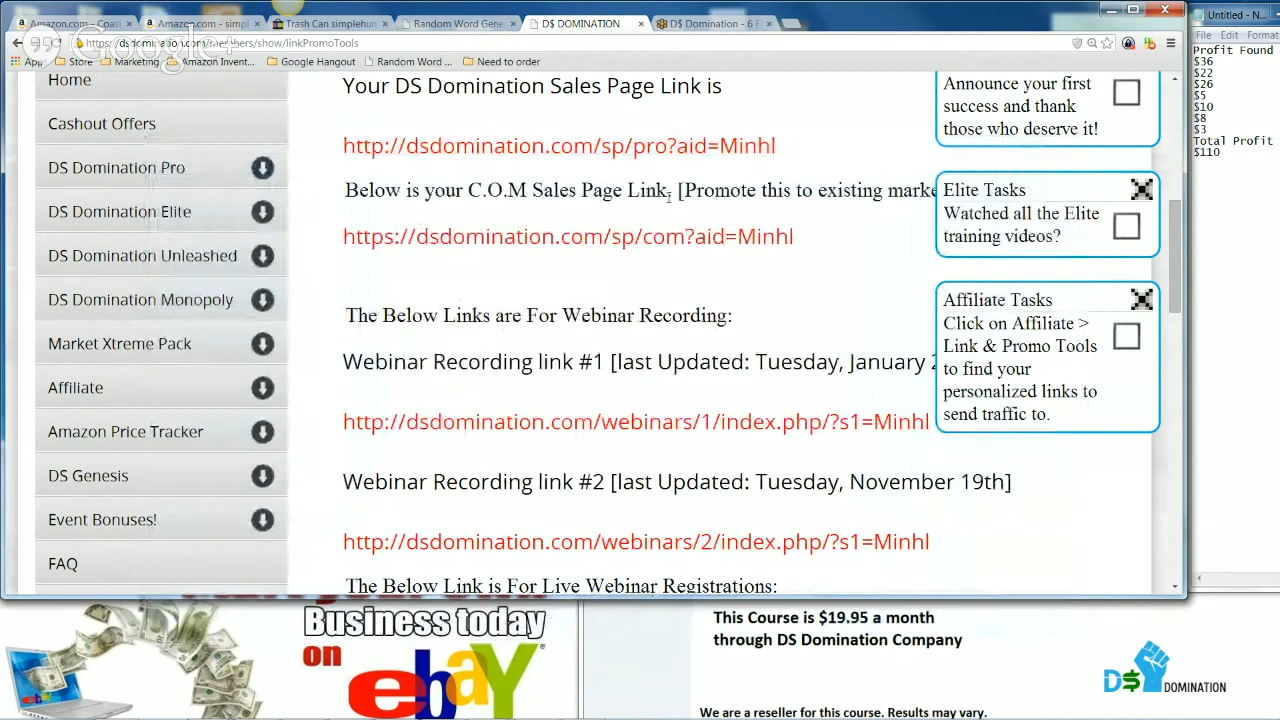 Amazon.com - Coast
Amazon.com - simpl
Trash Can simplehum
Random Word Gene
D$ DOMINATION
D$ Domination - 6 F
Untitled - N
https://dsdomination.com/members/show/linkPromoTools
Google+
File Edit Format
App
Store
Marketing
Amazon Invent...
Google Hangout
Random Word ...
Need to order
Profit Found
$36
$22
$26
$5
$10
$8
$3
Total Profit
$110
Home
Cashout Offers
DS Domination Pro
DS Domination Elite
DS Domination Unleashed
DS Domination Monopoly
Market Xtreme Pack
Affiliate
Amazon Price Tracker
DS Genesis
Event Bonuses!
FAQ
Your DS Domination Sales Page Link is
http://dsdomination.com/sp/pro?aid=Minhl
Below is your C.O.M Sales Page Link, [Promote this to existing marke
https://dsdomination.com/sp/com?aid=Minhl
The Below Links are For Webinar Recording:
Webinar Recording link #1 [last Updated: Tuesday, January 2
http://dsdomination.com/webinars/1/index.php/?s1=Minhl
Webinar Recording link #2 [last Updated: Tuesday, November 19th]
http://dsdomination.com/webinars/2/index.php/?s1=Minhl
The Below Link is For Live Webinar Registrations:
Announce your first
success and thank
those who deserve it!
Elite Tasks
Watched all the Elite
training videos?
Affiliate Tasks
Click on Affiliate >
Link & Promo Tools
to find your
personalized links to
send traffic to.
Business today
on ebay
This Course is $19.95 a month
through DS Domination Company
D$ DOMINATION
We are a reseller for this course. Results may vary.